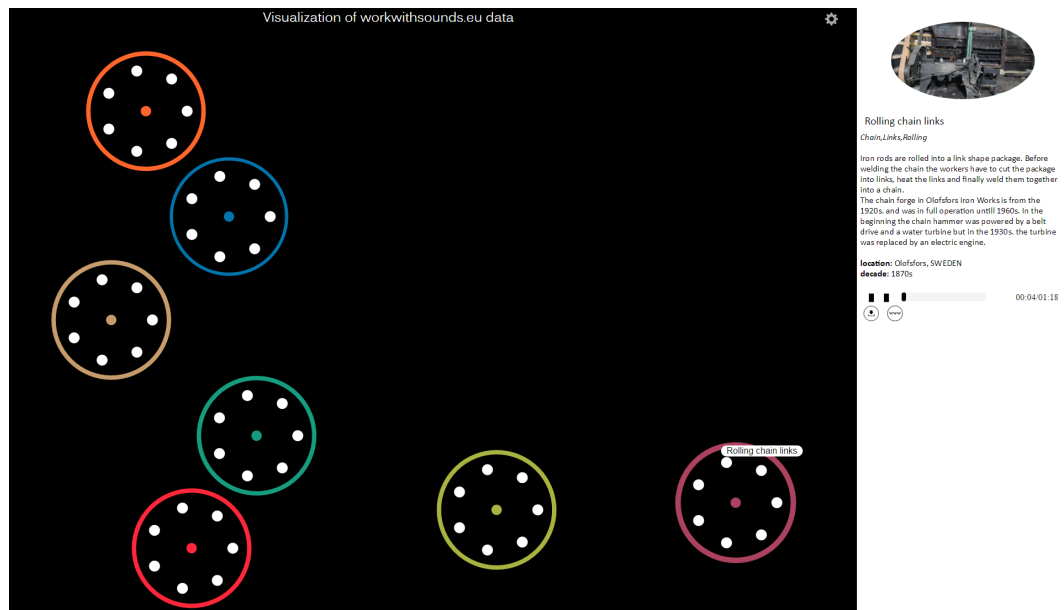 Visualization of workwithsounds.eu data
Rolling chain links
Rolling chain links
Chain,Links,Rolling
Iron rods are rolled into a link shape package. Before
welding the chain the workers have to cut the package
into links, heat the links and finally weld them together
into a chain.
The chain forge in Olofsfors Iron Works is from the
1920s. and was in full operation untill 1960s. In the
beginning the chain hammer was powered by a belt
drive and a water turbine but in the 1930s. the turbine
was replaced by an electric engine.
location: Olofsfors, SWEDEN
decade: 1870s
00:04/01:18
www